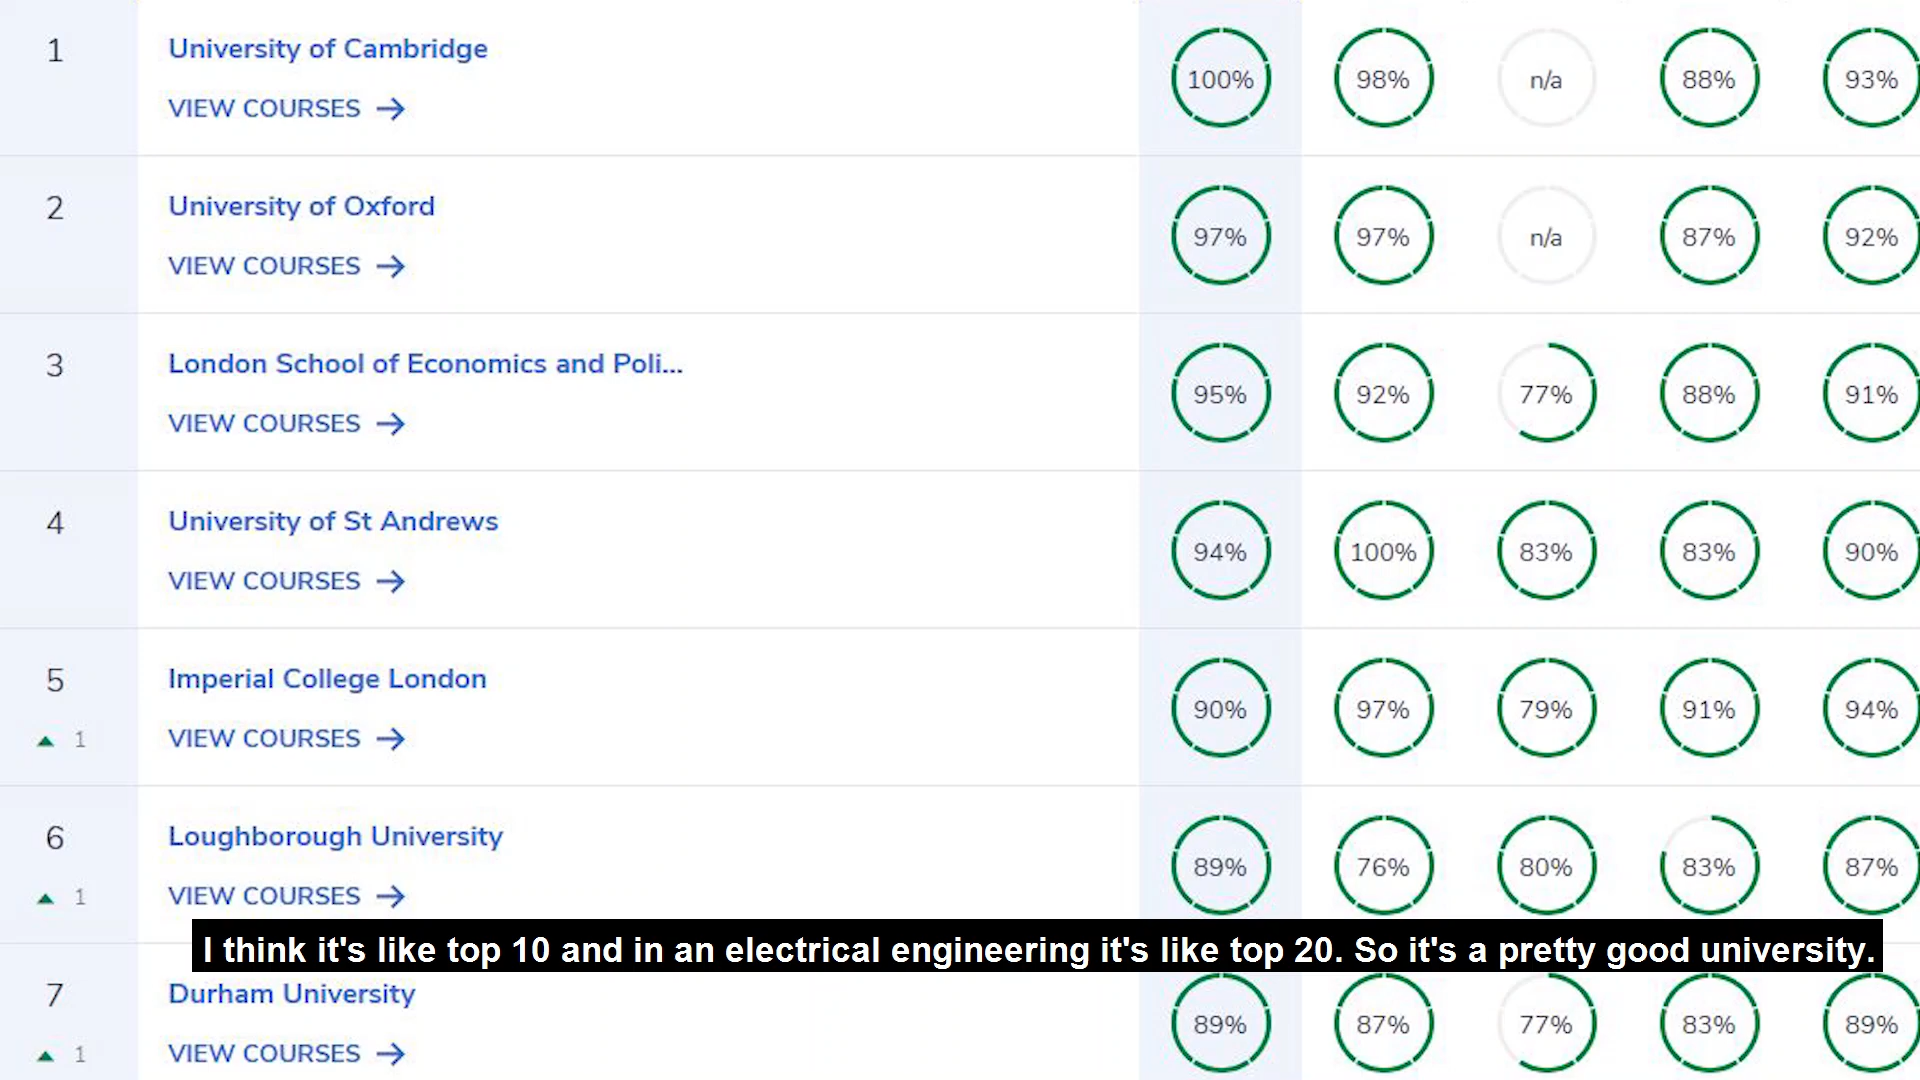 1
University of Cambridge
VIEW COURSES
100% 98% n/a 88% 93%
2
University of Oxford
VIEW COURSES
97% 97% n/a 87% 92%
3
London School of Economics and Poli...
VIEW COURSES
95% 92% 77% 88% 91%
4
University of St Andrews
VIEW COURSES
94% 100% 83% 83% 90%
5
1
Imperial College London
VIEW COURSES
90% 97% 79% 91% 94%
6
1
Loughborough University
VIEW COURSES
89% 76% 80% 83% 87%
I think it's like top 10 and in an electrical engineering it's like top 20. So it's a pretty good university.
7
1
Durham University
VIEW COURSES
89% 87% 77% 83% 89%